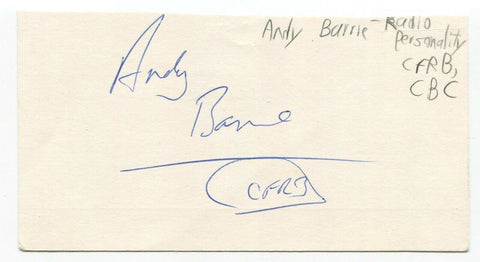 Andy Barrie - Radio
Personality
CFRB,
CBC
Andy
Barrie
CFRB